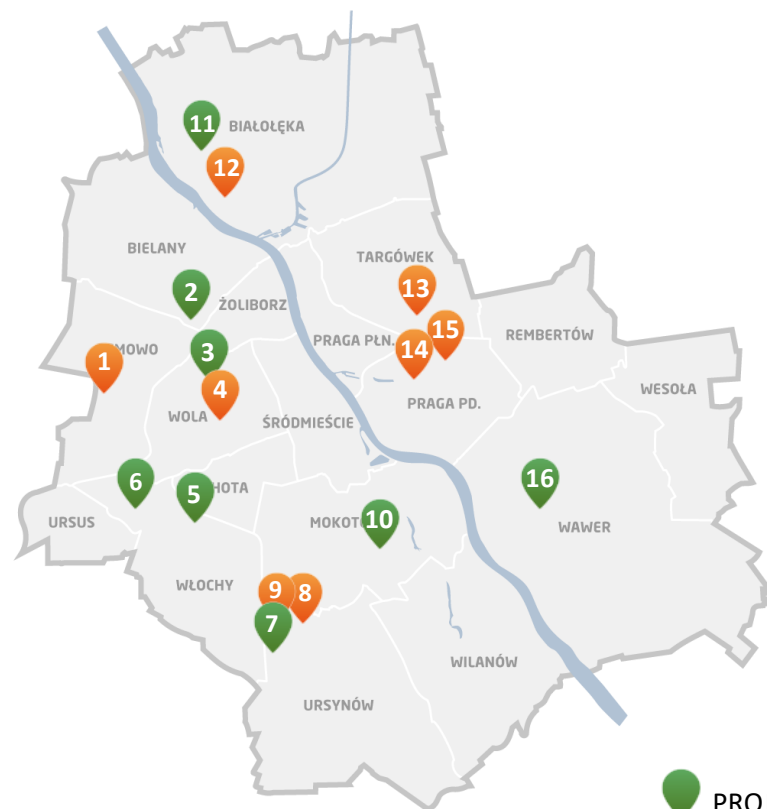 11
BIAŁOŁĘKA
12
BIELANY
TARGÓWEK
2
13
ŻOLIBORZ
15
PRAGA PŁN.
REMBERTÓW
3
14
MOWO
1
4
WESOŁA
WOLA
PRAGA PD.
ŚRÓDMIEŚCIE
6
16
5
HOTA
URSUS
MOKOT
10
WAWER
WŁOCHY
9
8
7
WILANÓW
URSYNÓW
PRO